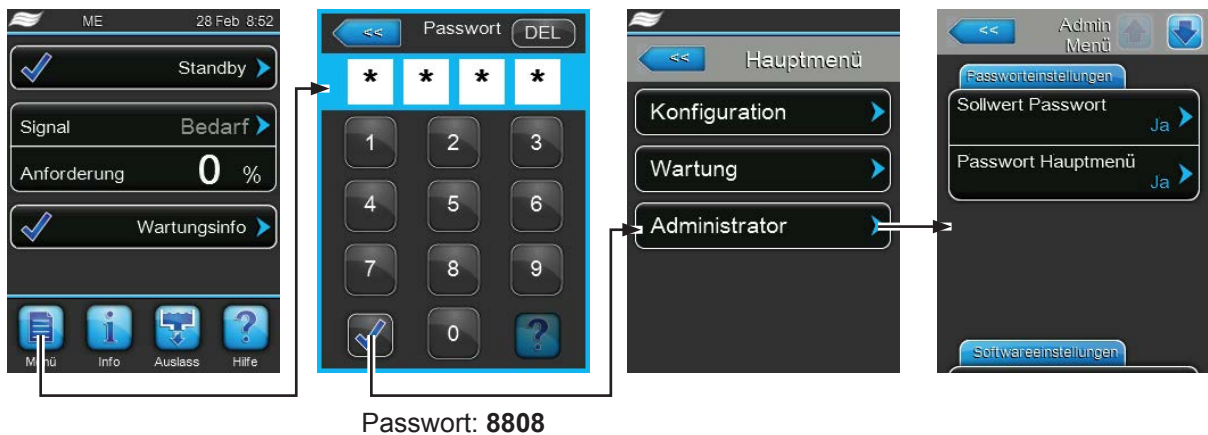 ME 28 Feb 8:52
Standby
Signal Bedarf
Anforderung 0 %
Wartungsinfo
Menü Info Auslass Hilfe
<< Passwort DEL
* * * *
1 2 3
4 5 6
7 8 9
0 ?
Passwort: 8808
<< Hauptmenü
Konfiguration
Wartung
Administrator
<< Admin
Menü
Passworteinstellungen
Sollwert Passwort
Ja
Passwort Hauptmenü
Ja
Softwareeinstellungen